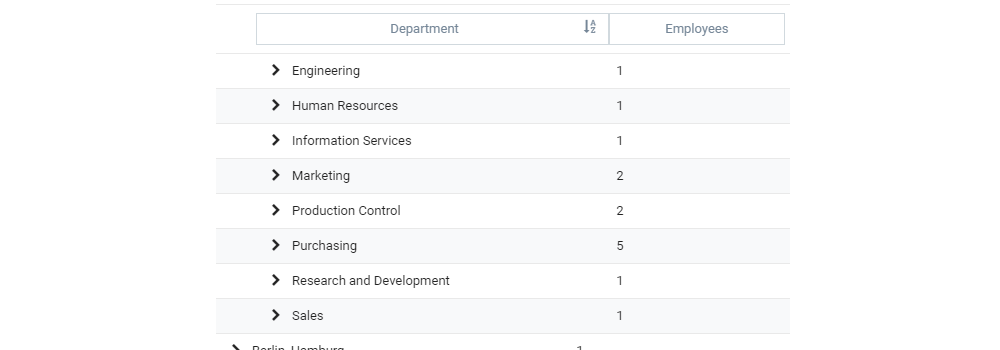 Department Employees
Engineering 1
Human Resources 1
Information Services 1
Marketing 2
Production Control 2
Purchasing 5
Research and Development 1
Sales 1
Berlin, Hamburg 1